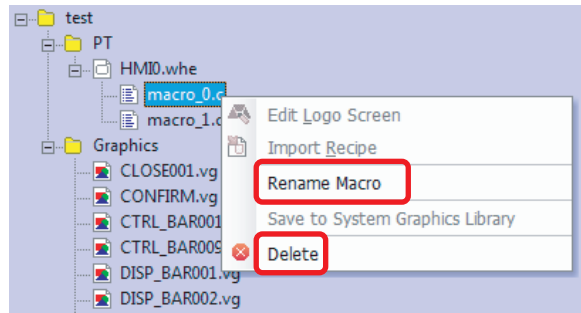 test
PT
HMI0.whe
macro_0.c
macro_1.c
Graphics
CLOSE001.vg
CONFIRM.vg
CTRL_BAR001
CTRL_BAR009
DISP_BAR001.vg
DISP_BAR002.vg
Edit Logo Screen
Import Recipe
Rename Macro
Save to System Graphics Library
Delete